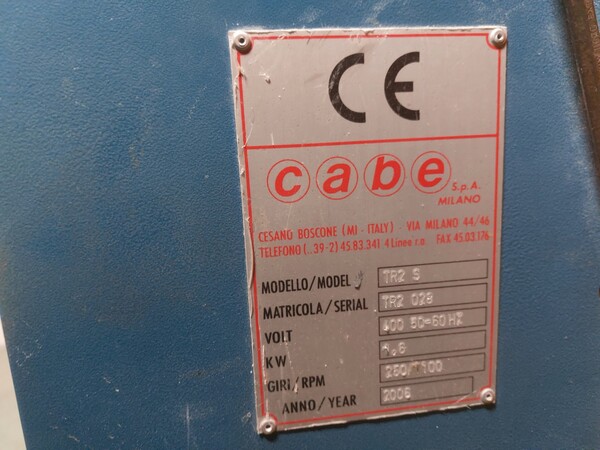 CE
cabe S.p.A. MILANO
CESANO BOSCONE (MI - ITALY) - VIA MILANO 44/46
TELEFONO (..39-2) 45.83.341 4 Linee r.a. FAX 45.03.176
MODELLO/MODEL TR2 S
MATRICOLA/SERIAL TR2 029
VOLT 400 50=60HZ
KW
GIRI/RPM
ANNO/YEAR 2006